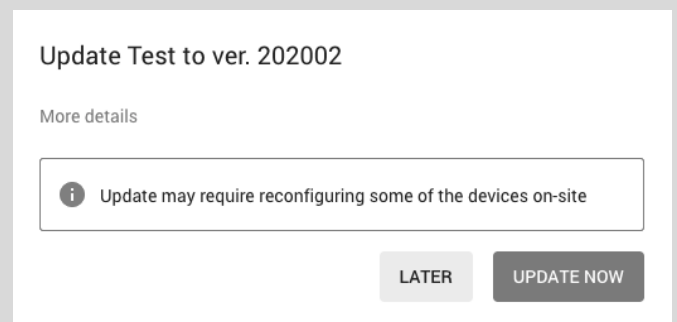 Update Test to ver. 202002
More details
Update may require reconfiguring some of the devices on-site
LATER
UPDATE NOW